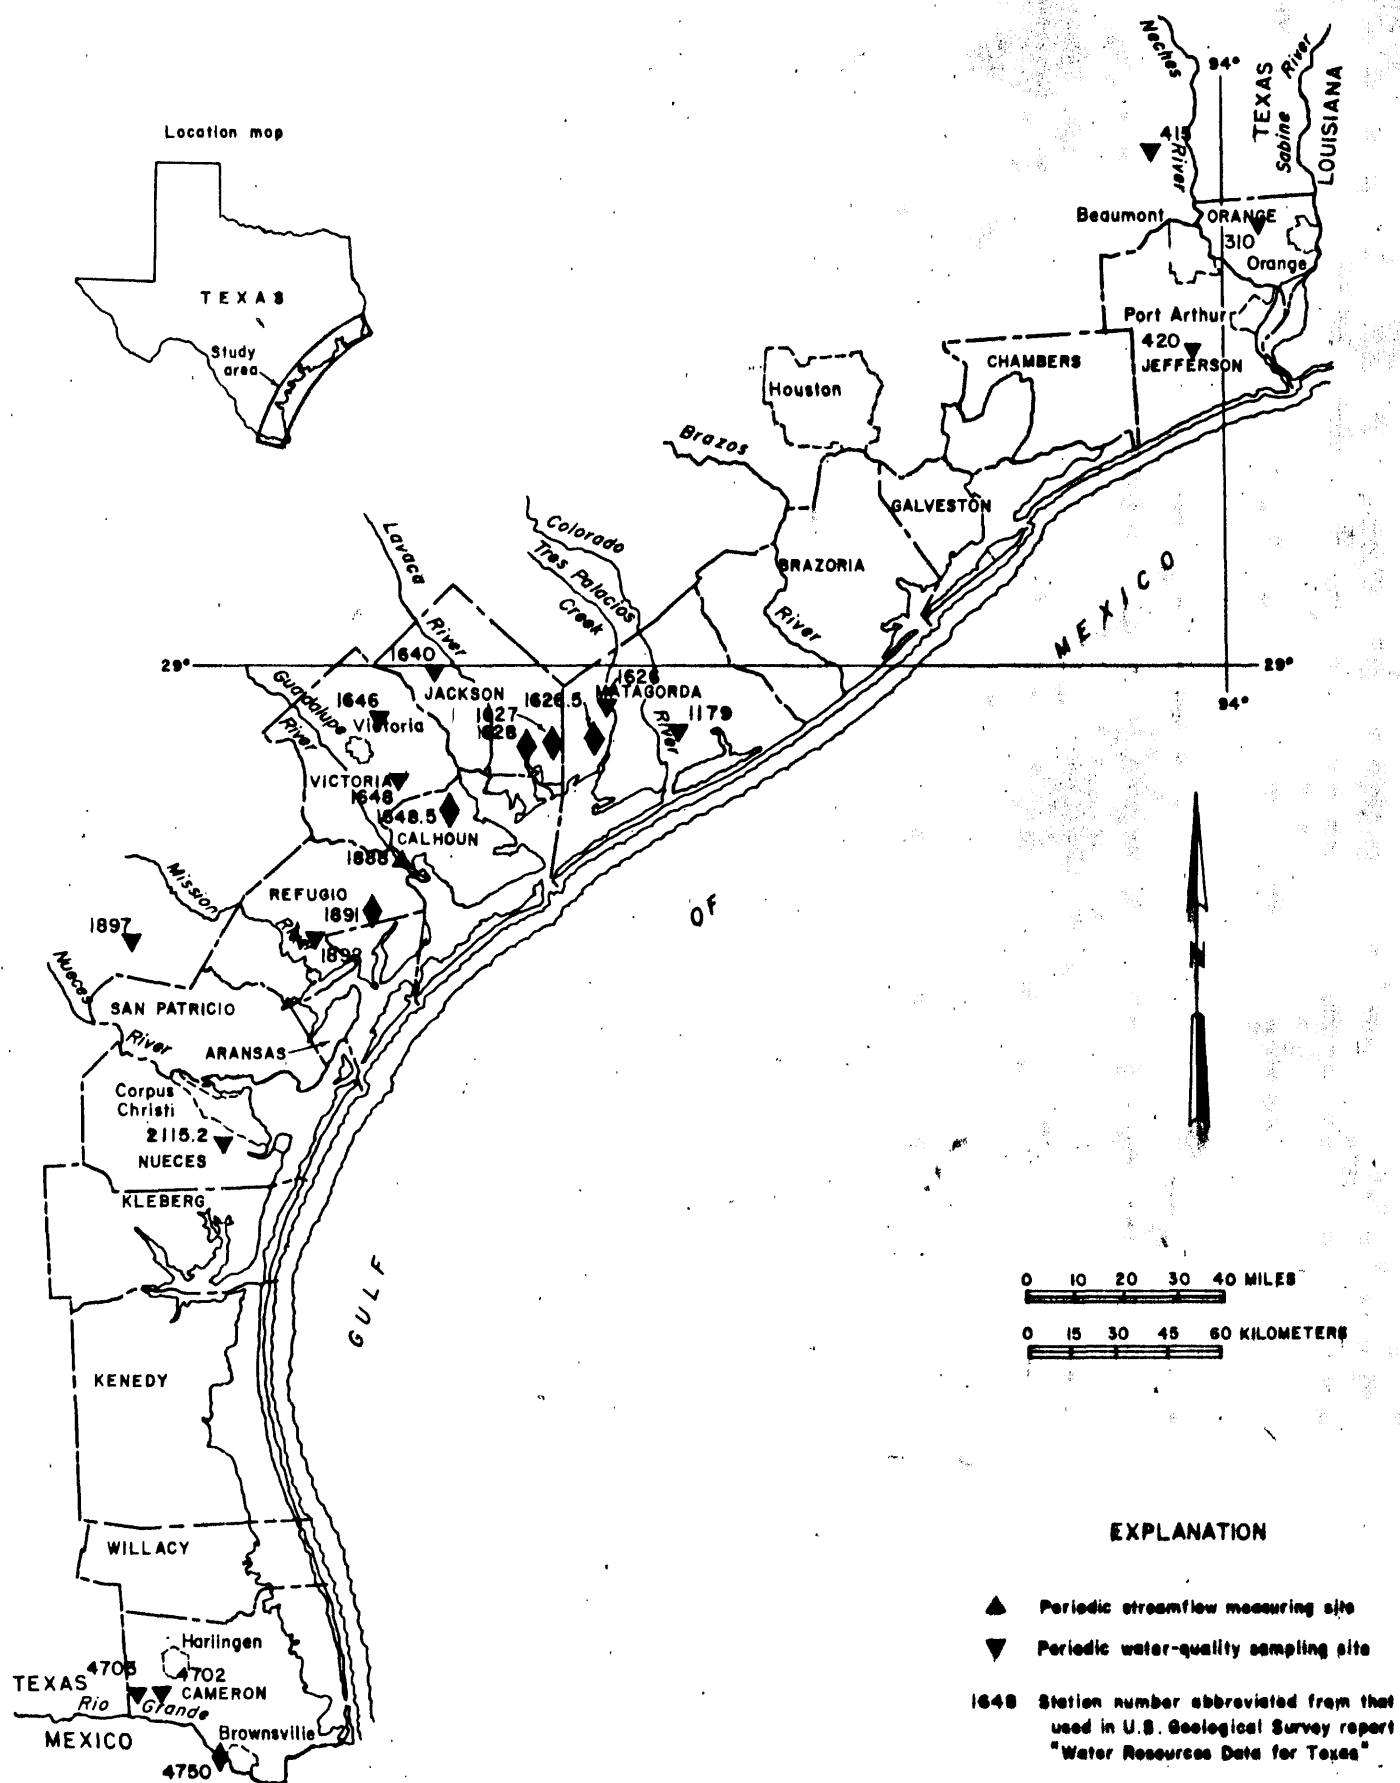 Location map
TEXAS
Study
area
Neches
River
94°
TEXAS
Sabine River
LOUISIANA
415
Beaumont
ORANGE
310
Orange
Port Arthur
420
JEFFERSON
CHAMBERS
Houston
Brazos
River
GALVESTON
BRAZORIA
Colorado
River
Tres Palacios
Creek
Lavaca
River
29°
29°
94°
1640
JACKSON
1626.5
1626
MATAGORDA
1627
1628
1179
Guadalupe
River
1646
Victoria
VICTORIA
1648
1648.5
CALHOUN
Mission
River
REFUGIO
1891
1897
Nueces
River
SAN PATRICIO
ARANSAS
Corpus
Christi
2115.2
NUECES
KLEBERG
KENEDY
WILLACY
Harlingen
4702
CAMERON
TEXAS
Rio Grande
MEXICO
Brownsville
4750
GULF
OF
MEXICO
N
0 10 20 30 40 MILES
0 15 30 45 60 KILOMETERS
EXPLANATION
Periodic streamflow measuring site
Periodic water-quality sampling site
1648 Station number abbreviated from that
used in U.S. Geological Survey report
"Water Resources Data for Texas"